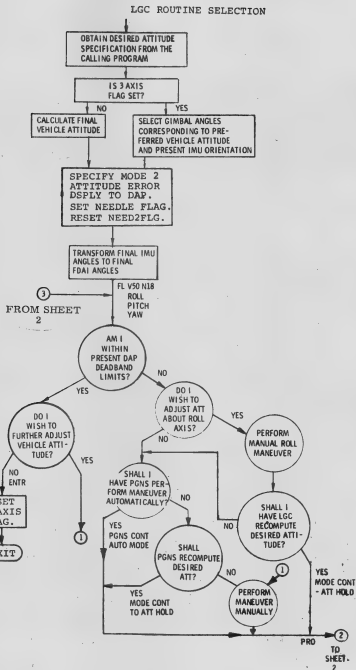 LGC ROUTINE SELECTION
OBTAIN DESIRED ATTITUDE
SPECIFICATION FROM THE
CALLING PROGRAM
IS 3 AXIS
FLAG SET?
NO
YES
CALCULATE FINAL
VEHICLE ATTITUDE
SELECT GIMBAL ANGLES
CORRESPONDING TO PRE-
FERRED VEHICLE ATTITUDE
AND PRESENT IMU ORIENTATION
SPECIFY MODE 2
ATTITUDE ERROR
DSPLY TO DAP.
SET NEEDLE FLAG.
RESET NEED2FLG.
TRANSFORM FINAL IMU
ANGLES TO FINAL
FDAI ANGLES
3
FROM SHEET
2
FL V50 N18
ROLL
PITCH
YAW
AM I
WITHIN
PRESENT DAP
DEADBAND
LIMITS?
YES
NO
DO I
WISH TO
ADJUST ATT
ABOUT ROLL
AXIS?
YES
NO
PERFORM
MANUAL ROLL
MANEUVER
DO I
WISH TO
FURTHER ADJUST
VEHICLE ATTI-
TUDE?
NO
ENTR
YES
1
SET
AXIS
AG.
XIT
SHALL I
HAVE PGNS PER-
FORM MANEUVER
AUTOMATICALLY?
NO
YES
PGNS CONT
AUTO MODE
SHALL I
HAVE LGC
RECOMPUTE
DESIRED ATTI-
TUDE?
NO
YES
MODE CONT
- ATT HOLD
SHALL
PGNS RECOMPUTE
DESIRED
ATT?
NO
YES
MODE CONT
TO ATT HOLD
1
PERFORM
MANEUVER
MANUALLY
PRO
2
TO
SHEET.
2